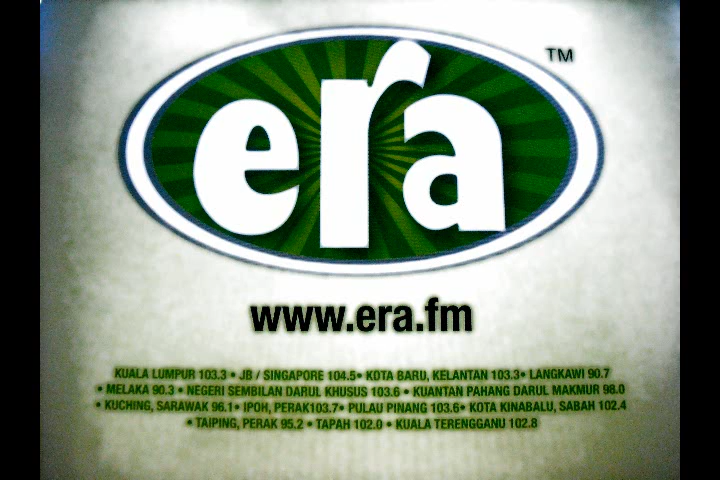 era TM
www.era.fm
KUALA LUMPUR 103.3 • JB / SINGAPORE 104.5• KOTA BARU, KELANTAN 103.3• LANGKAWI 90.7
• MELAKA 90.3 • NEGERI SEMBILAN DARUL KHUSUS 103.6 • KUANTAN PAHANG DARUL MAKMUR 98.0
• KUCHING, SARAWAK 96.1• IPOH, PERAK103.7• PULAU PINANG 103.6• KOTA KINABALU, SABAH 102.4
• TAIPING, PERAK 95.2 • TAPAH 102.0 • KUALA TERENGGANU 102.8